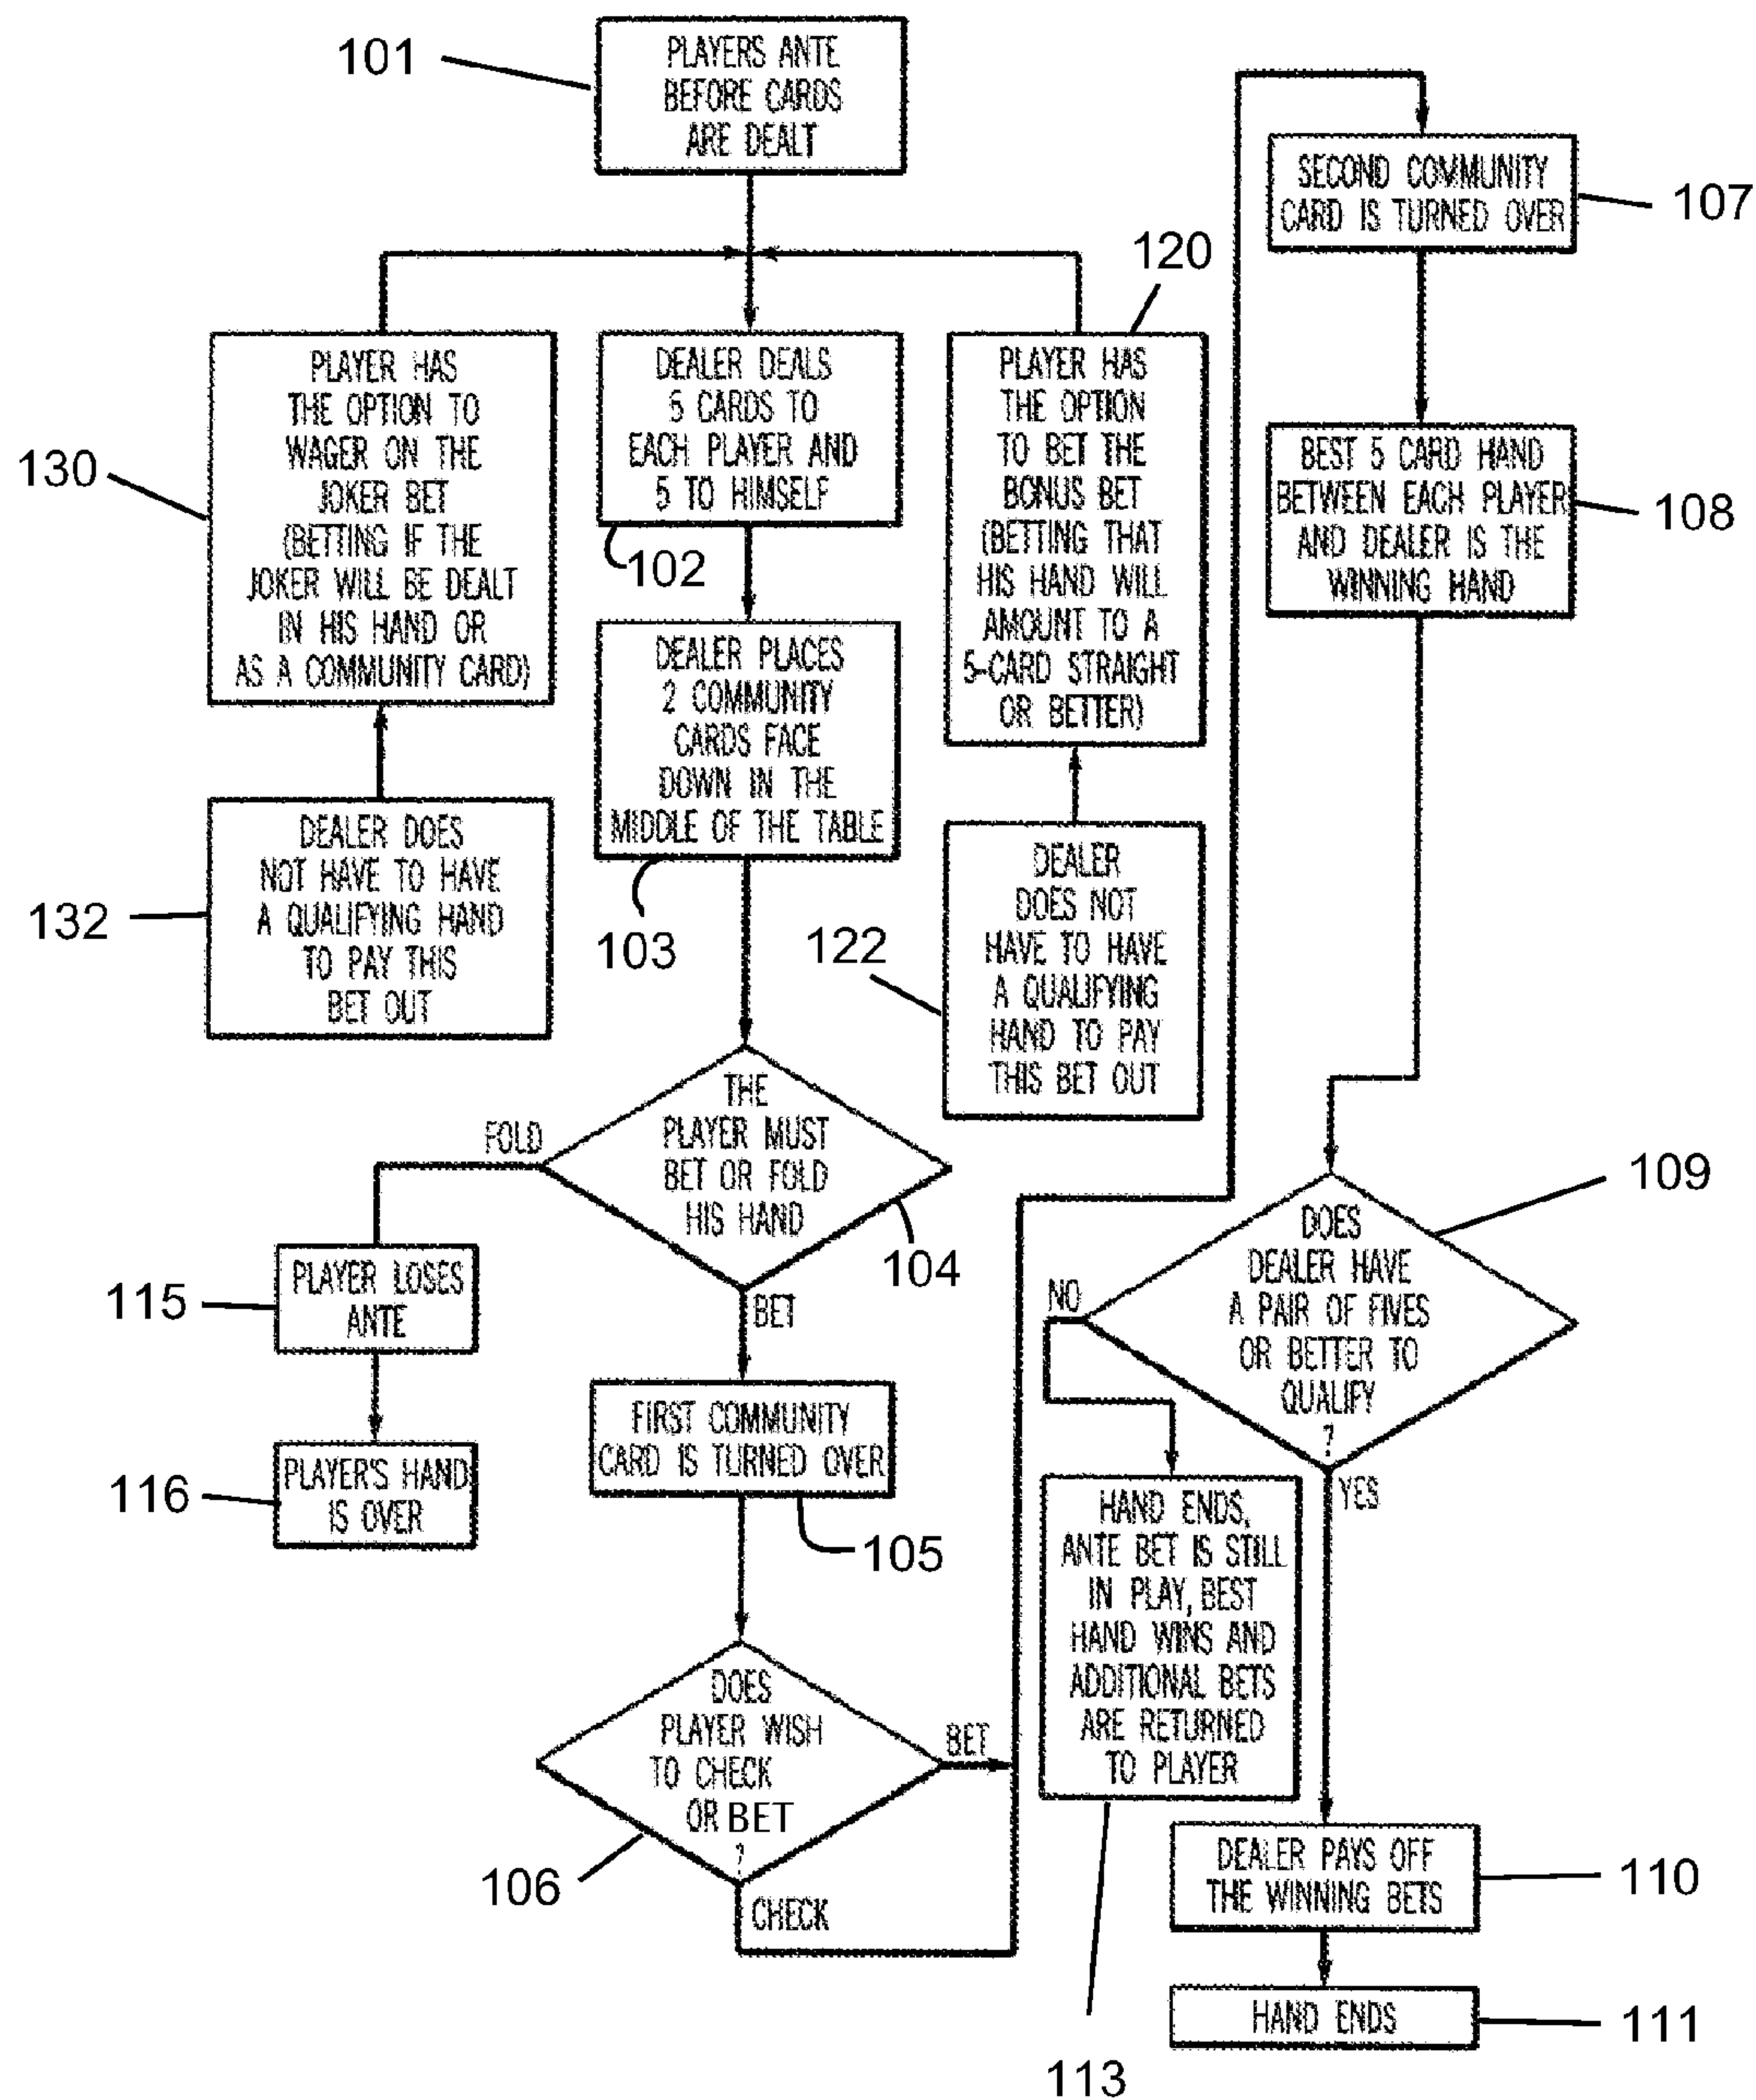 101
PLAYERS ANTE
BEFORE CARDS
ARE DEALT
130
PLAYER HAS
THE OPTION TO
WAGER ON THE
JOKER BET
(BETTING IF THE
JOKER WILL BE DEALT
IN HIS HAND OR
AS A COMMUNITY CARD)
132
DEALER DOES
NOT HAVE TO HAVE
A QUALIFYING HAND
TO PAY THIS
BET OUT
DEALER DEALS
5 CARDS TO
EACH PLAYER AND
5 TO HIMSELF
102
DEALER PLACES
2 COMMUNITY
CARDS FACE
DOWN IN THE
MIDDLE OF THE TABLE
103
120
PLAYER HAS
THE OPTION
TO BET THE
BONUS BET
(BETTING THAT
HIS HAND WILL
AMOUNT TO A
5-CARD STRAIGHT
OR BETTER)
122
DEALER
DOES NOT
HAVE TO HAVE
A QUALIFYING
HAND TO PAY
THIS BET OUT
THE
PLAYER MUST
BET OR FOLD
HIS HAND
104
FOLD
115
PLAYER LOSES
ANTE
116
PLAYER'S HAND
IS OVER
BET
FIRST COMMUNITY
CARD IS TURNED OVER
105
DOES
PLAYER WISH
TO CHECK
OR BET
?
106
BET
CHECK
SECOND COMMUNITY
CARD IS TURNED OVER
107
BEST 5 CARD HAND
BETWEEN EACH PLAYER
AND DEALER IS THE
WINNING HAND
108
109
DOES
DEALER HAVE
A PAIR OF FIVES
OR BETTER TO
QUALIFY
?
NO
HAND ENDS,
ANTE BET IS STILL
IN PLAY, BEST
HAND WINS AND
ADDITIONAL BETS
ARE RETURNED
TO PLAYER
113
YES
DEALER PAYS OFF
THE WINNING BETS
110
HAND ENDS
111